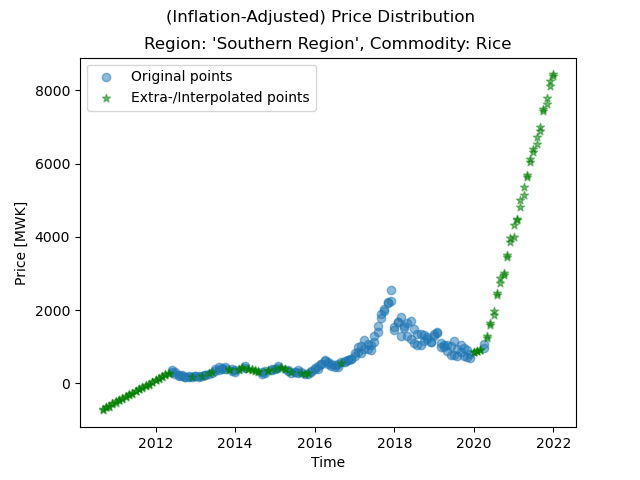 (Inflation-Adjusted) Price Distribution
Region: 'Southern Region', Commodity: Rice
Original points
Extra-/Interpolated points
8000
6000
4000
2000
0
Price [MWK]
2012
2014
2016
2018
2020
2022
Time